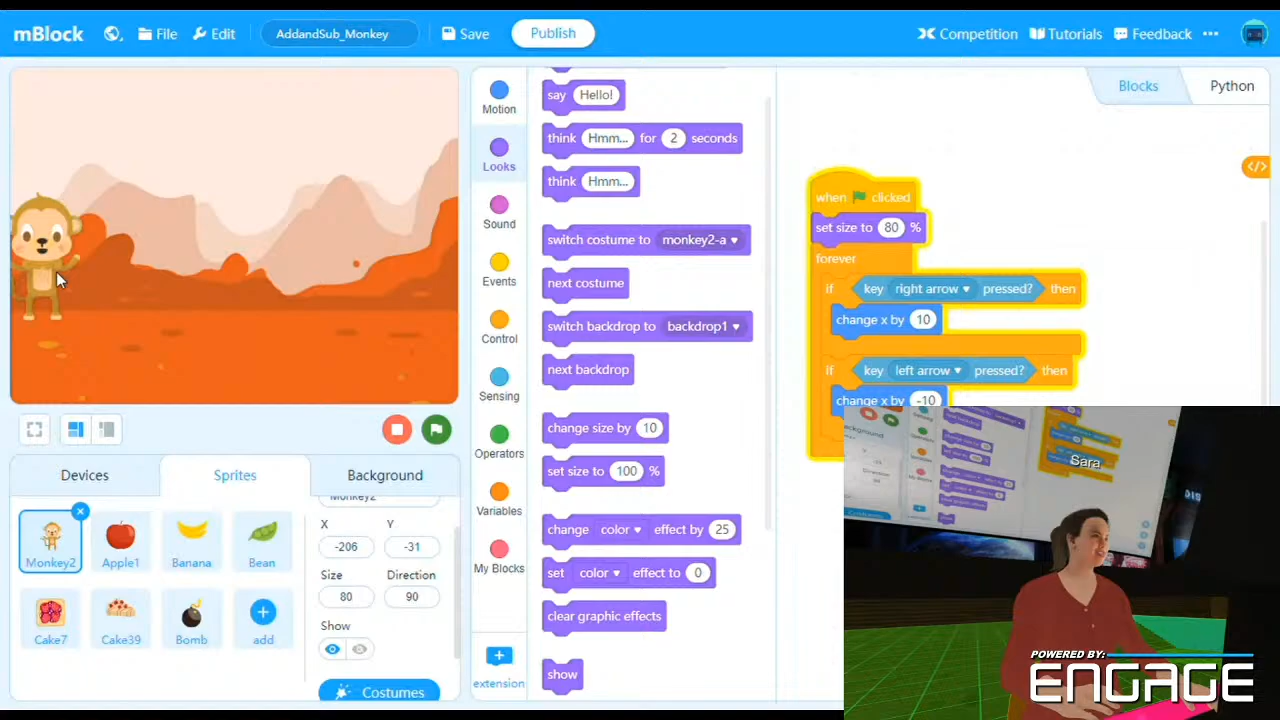 mBlock File Edit AddandSub_Monkey Save Publish Competition Tutorials Feedback
Blocks Python
Motion
Looks
Sound
Events
Control
Sensing
Operators
Variables
My Blocks
extension
say Hello!
think Hmm... for 2 seconds
think Hmm...
switch costume to monkey2-a
next costume
switch backdrop to backdrop1
next backdrop
change size by 10
set size to 100 %
change color effect by 25
set color effect to 0
clear graphic effects
show
when clicked
set size to 80 %
forever
if key right arrow pressed? then
change x by 10
if key left arrow pressed? then
change x by -10
Devices Sprites Background
Monkey2 Apple1 Banana Bean
Cake7 Cake39 Bomb add
Monkey2
X Y
-206 -31
Size Direction
80 90
Show
Costumes
Sara
POWERED BY:
ENGAGE